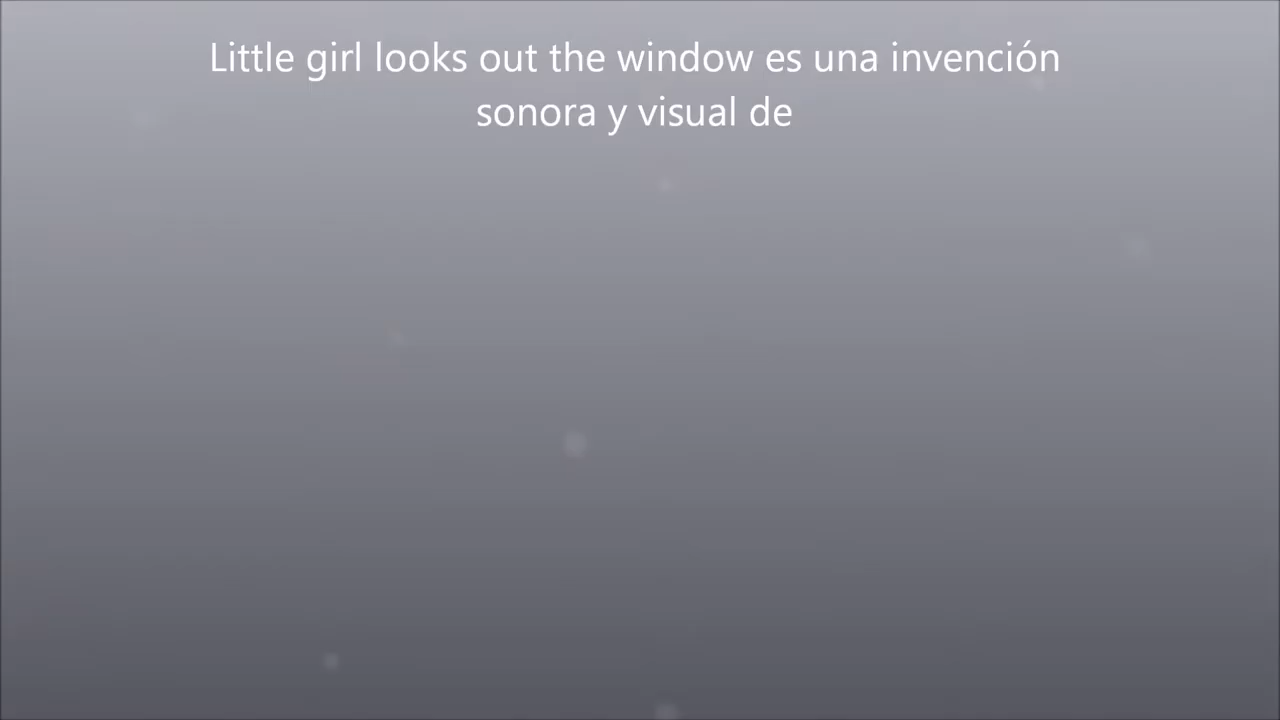 Little girl looks out the window es una invención
sonora y visual de